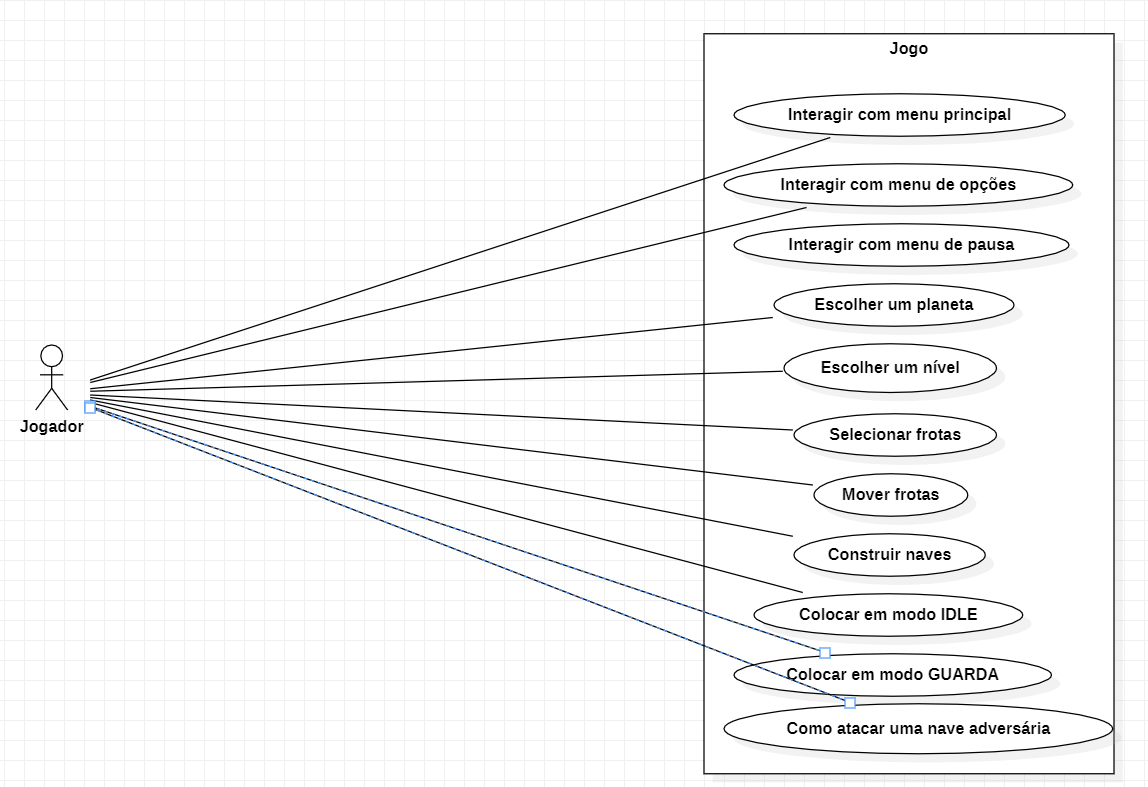 Jogo
Interagir com menu principal
Interagir com menu de opções
Interagir com menu de pausa
Escolher um planeta
Escolher um nível
Jogador
Selecionar frotas
Mover frotas
Construir naves
Colocar em modo IDLE
Colocar em modo GUARDA
Como atacar uma nave adversária